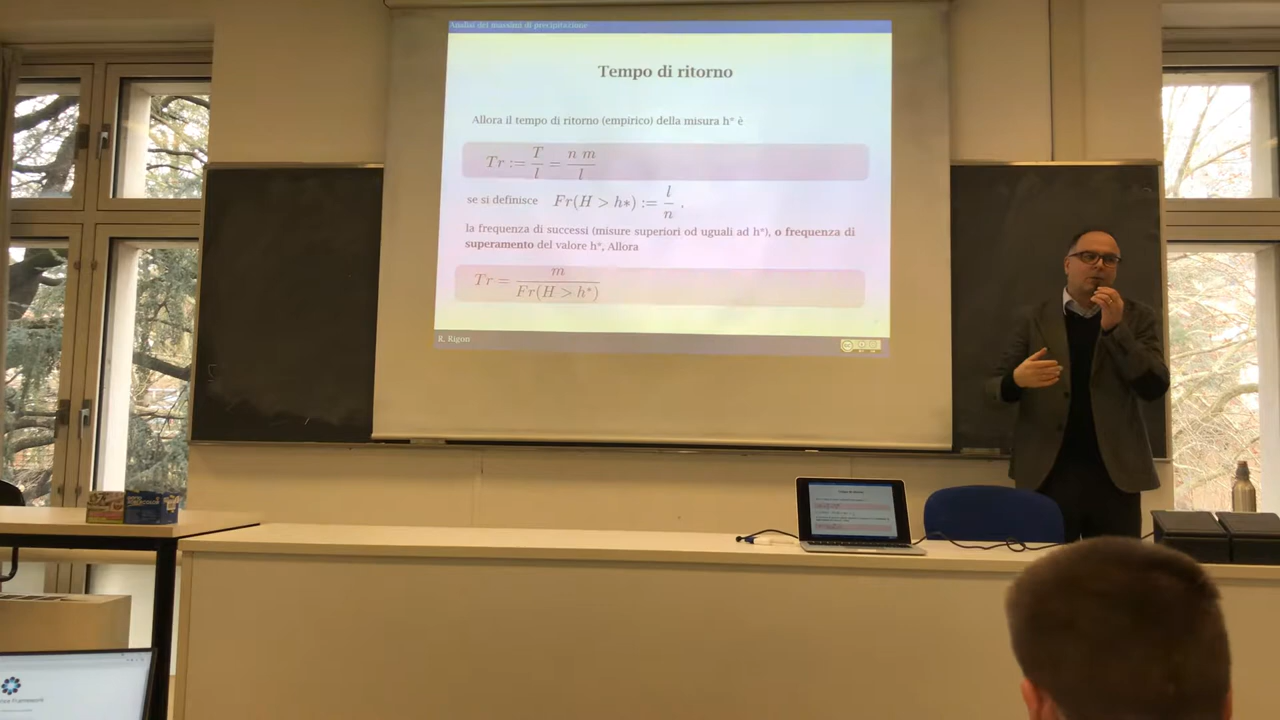 Analisi dei massimi di precipitazione
Tempo di ritorno
Allora il tempo di ritorno (empirico) della misura h* è
Tr := T/l = n m/l
se si definisce Fr(H > h*) := l/n .
la frequenza di successi (misure superiori od uguali ad h*), o frequenza di
superamento del valore h*, Allora
Tr = m/Fr(H > h*)
R. Rigon